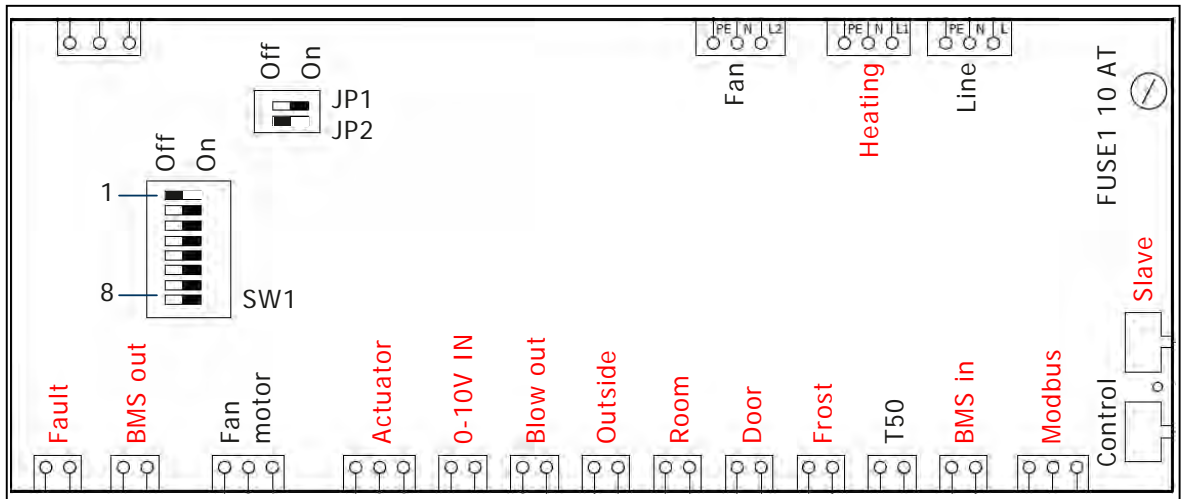 PE N L2
PE N L1
PE N L
Fan
Heating
Line
FUSE1 10 AT
Off
On
JP1
JP2
Off
On
1
8
SW1
Slave
Control
Fault
BMS out
Fan
motor
Actuator
0-10V IN
Blow out
Outside
Room
Door
Frost
T50
BMS in
Modbus